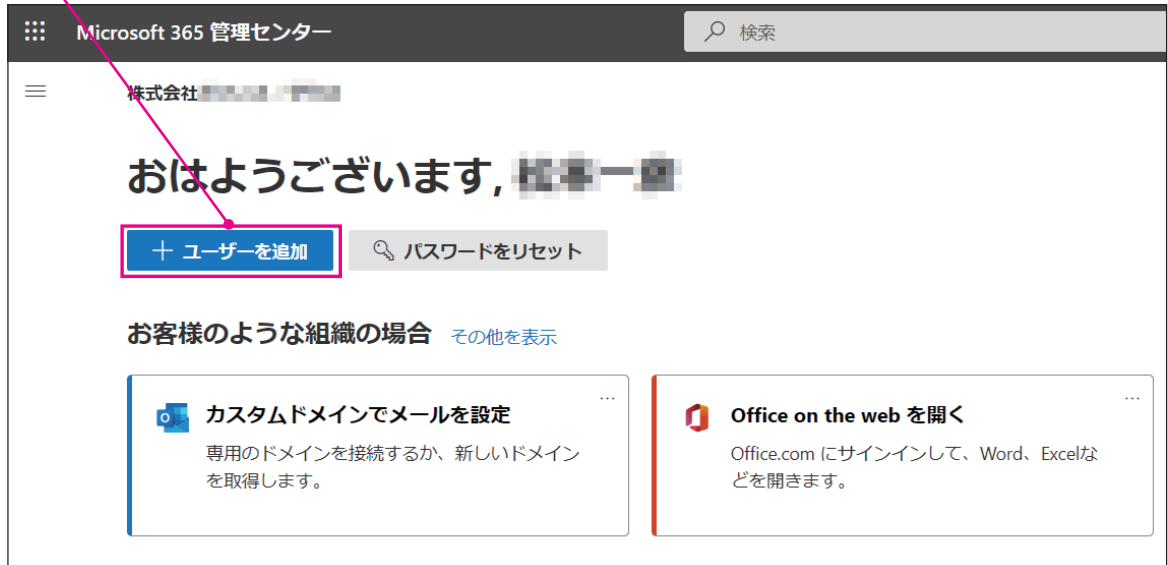 Microsoft 365 管理センター
検索
株式会社
おはようございます,
ユーザーを追加
パスワードをリセット
お客様のような組織の場合 その他を表示
カスタムドメインでメールを設定
専用のドメインを接続するか、新しいドメイン
を取得します。
Office on the web を開く
Office.com にサインインして、Word、Excelな
どを開きます。